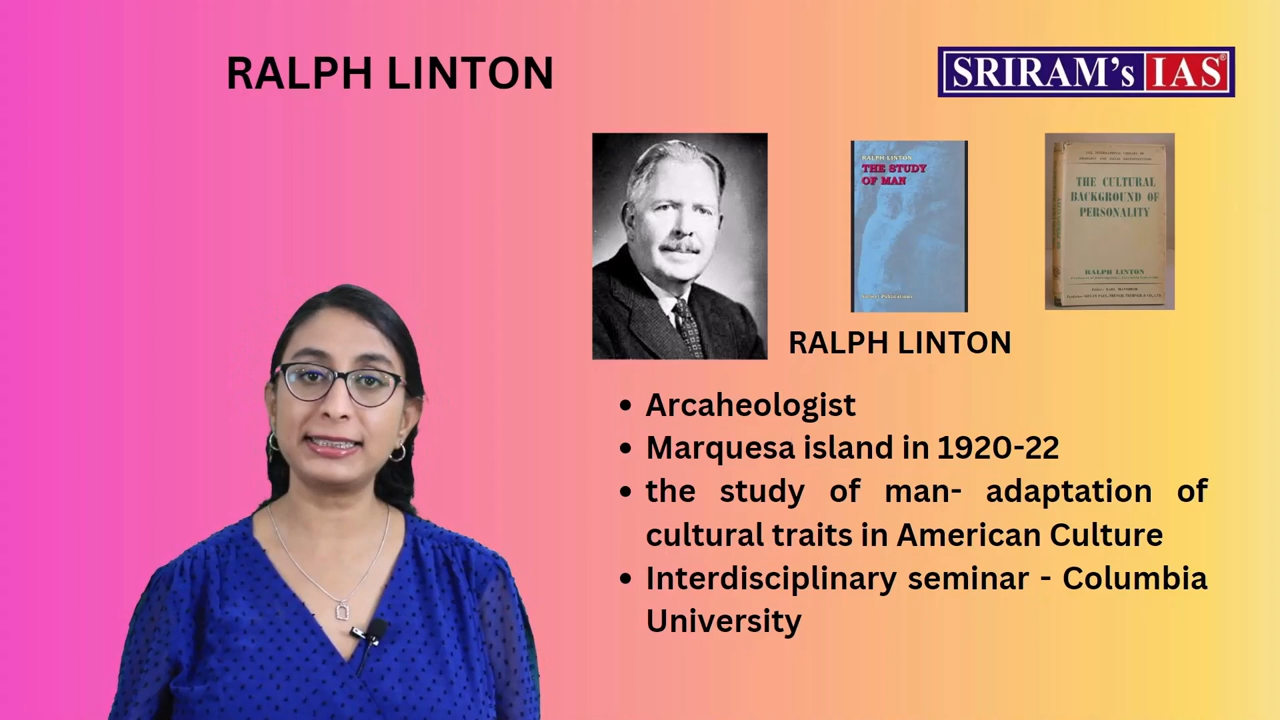 RALPH LINTON
SRIRAM's IAS
RALPH LINTON
THE STUDY
OF MAN
THE CULTURAL
BACKGROUND OF
PERSONALITY
RALPH LINTON
RALPH LINTON
• Arcaheologist
• Marquesa island in 1920-22
• the study of man- adaptation of
cultural traits in American Culture
• Interdisciplinary seminar - Columbia
University